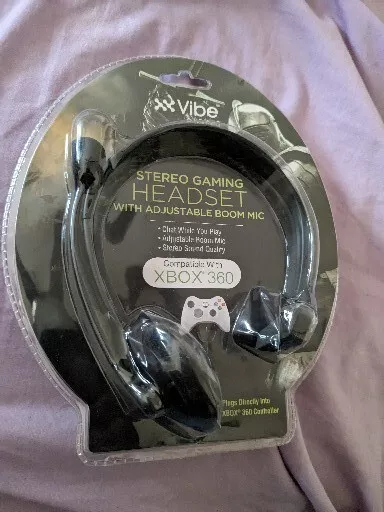 Vibe
STEREO GAMING
HEADSET
WITH ADJUSTABLE BOOM MIC
• Chat While You Play
• Adjustable Boom Mic
• Stereo Sound Quality
Compatible With
XBOX® 360
Plugs Directly Into
XBOX® 360 Controller